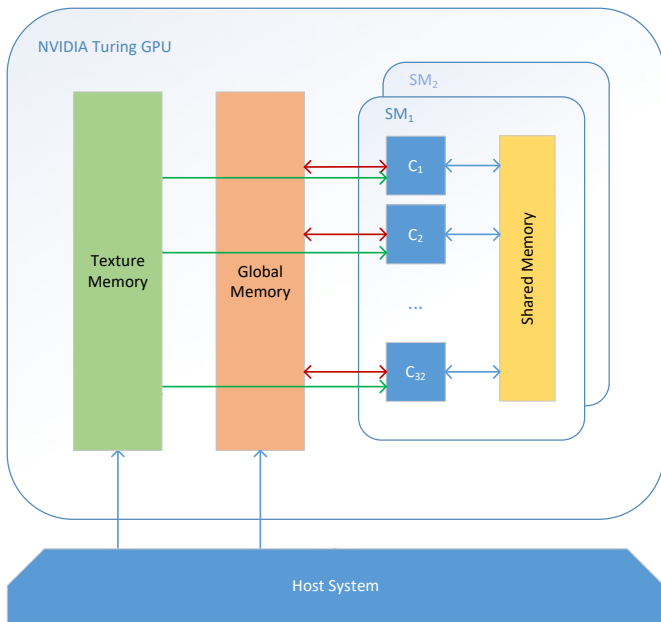 NVIDIA Turing GPU
SM₂
SM₁
C₁
C₂
Texture
Memory
Global
Memory
...
Shared Memory
C₃₂
Host System